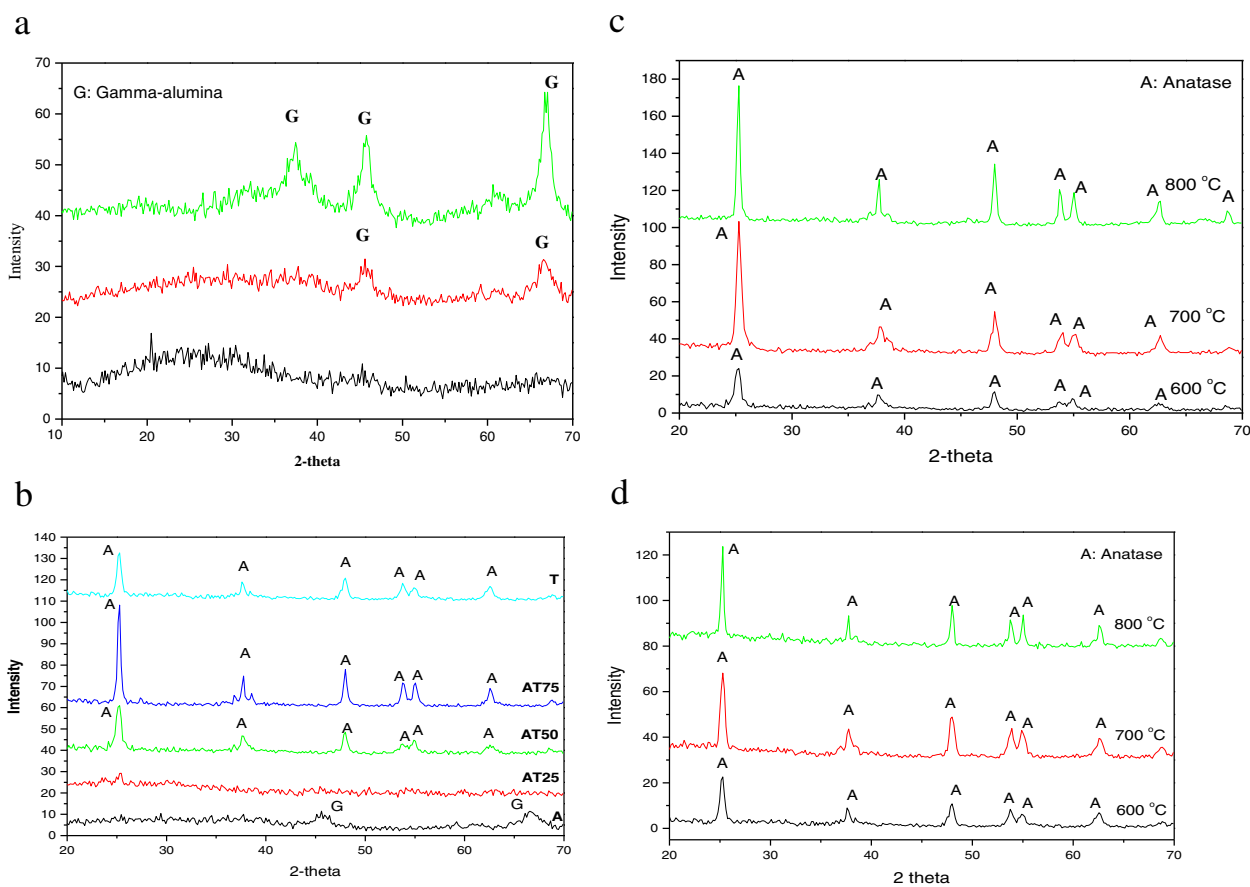 a
G: Gamma-alumina
G
G
G
G
G
70
60
50
40
30
20
10
0
Intensity
10 20 30 40 50 60 70
2-theta
b
140
130
120
110
100
90
80
70
60
50
40
30
25
20
15
10
5
0
Intensity
A A A A A A T
A A A A A A AT75
A A A A A A AT50
AT25
G G A
20 30 40 50 60 70
2-theta
c
A: Anatase
180
160
140
120
100
80
60
40
20
0
Intensity
A A A A A A A 800 °C
A A A A A A 700 °C
A A A A A A 600 °C
20 30 40 50 60 70
2-theta
d
A: Anatase
120
100
80
60
40
20
0
Intensity
A A A A A A 800 °C
A A A A A A 700 °C
A A A A A A 600 °C
20 30 40 50 60 70
2 theta